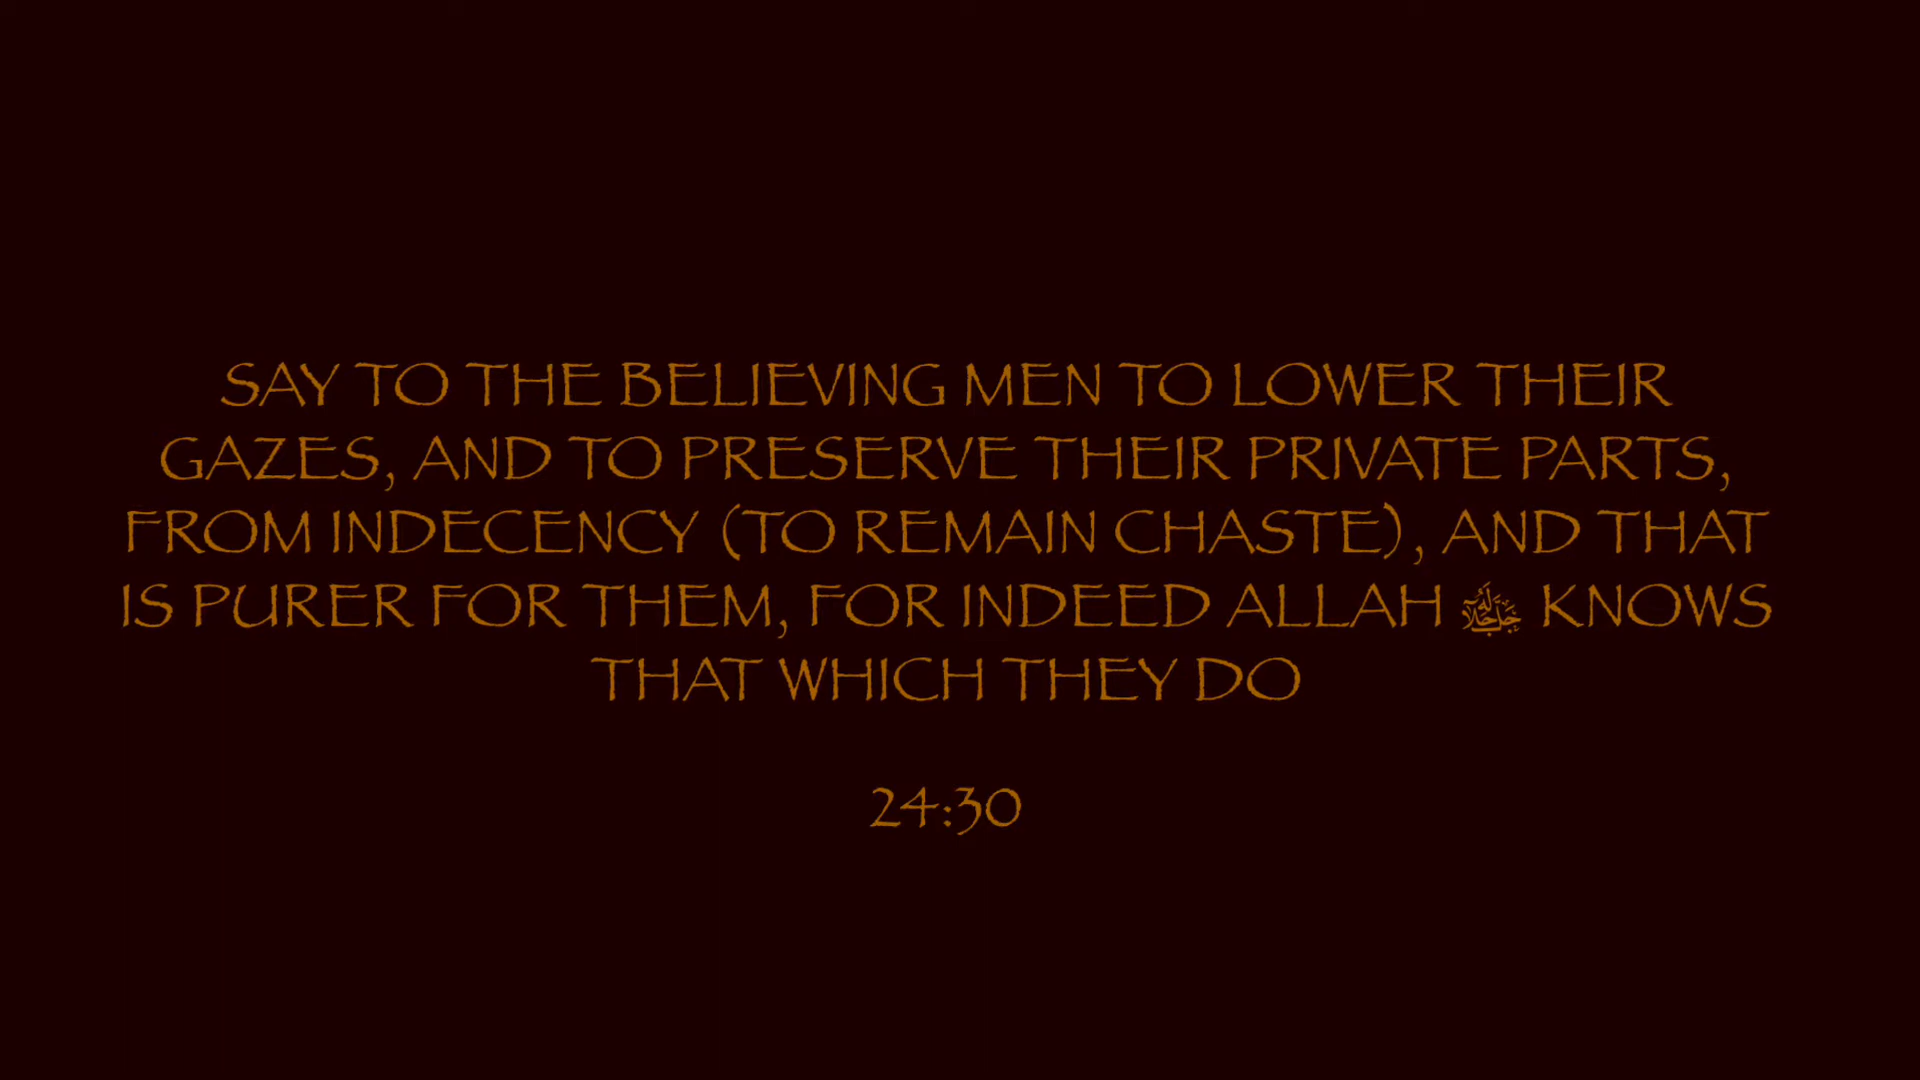 SAY TO THE BELIEVING MEN TO LOWER THEIR
GAZES, AND TO PRESERVE THEIR PRIVATE PARTS,
FROM INDECENCY (TO REMAIN CHASTE), AND THAT
IS PURER FOR THEM, FOR INDEED ALLAH ﷻ KNOWS
THAT WHICH THEY DO
24:30